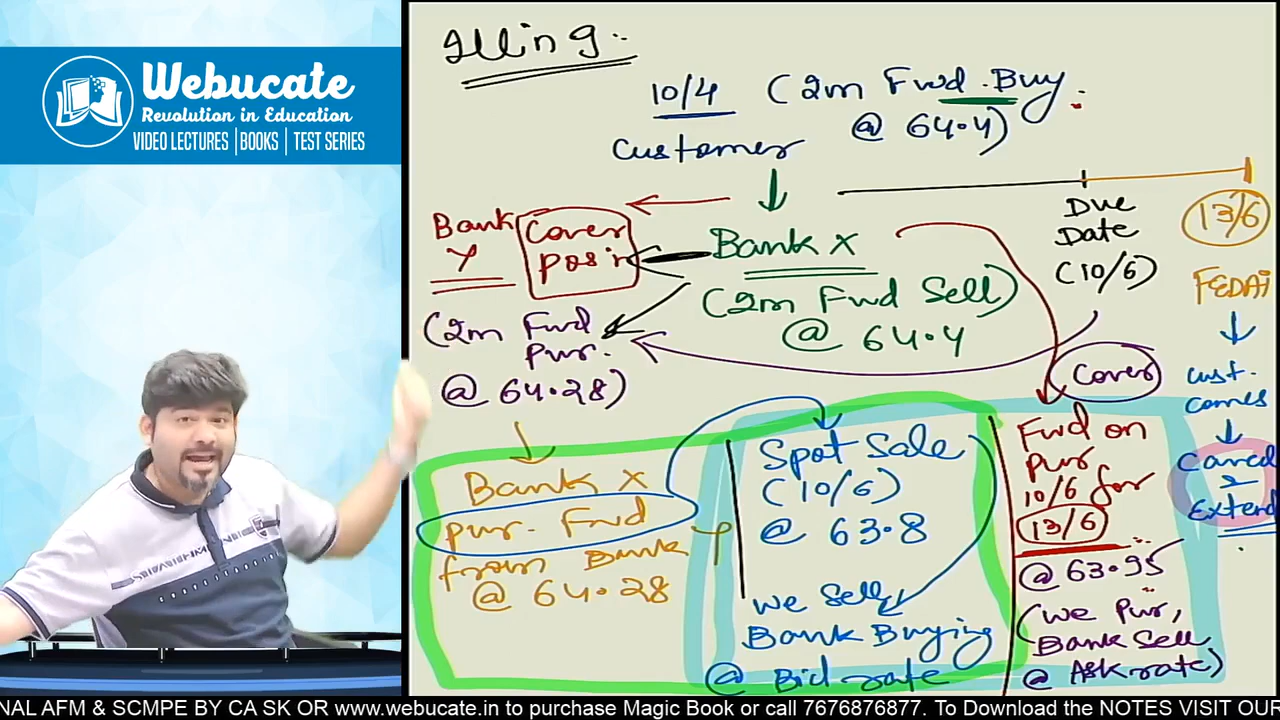 Webucate
Revolution in Education
VIDEO LECTURES | BOOKS | TEST SERIES
Illin 9.
10/4 (2m Fwd. Buy.
@ 64.4)
Customer
Bank X
(2m Fwd Sell)
@ 64.4
Bank
Y
Cover
Posi'n
(2m Fwd
Pur.
@ 64.28)
Due
Date
(10/6)
13/6
FEDAI
Cust.
comes
Cancel
&
Extend
Cover
Bank X
Pur. Fwd
from Bank Y
@ 64.28
Spot Sale
(10/6)
@ 63.8
We Sell,
Bank Buying
@ Bid rate
Fwd on
Pur
10/6 for
13/6
@ 63.95
(We Pur,
Bank Sell
@ Ask rate)
NAL AFM & SCMPE BY CA SK OR www.webucate.in to purchase Magic Book or call 7676876877. To Download the NOTES VISIT OUR